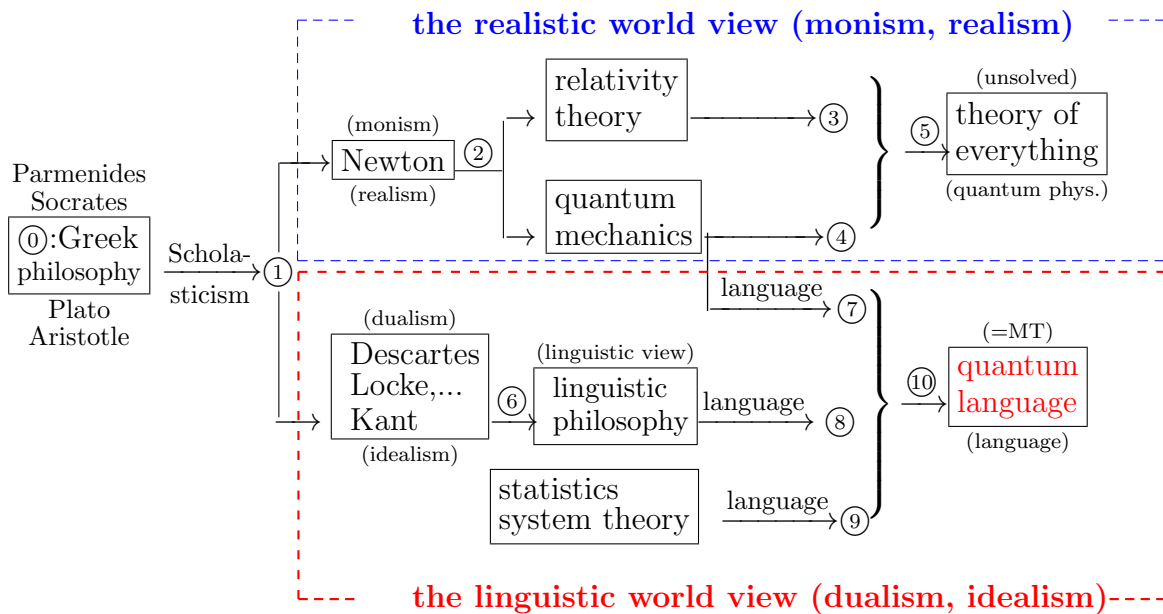 the realistic world view (monism, realism)
Parmenides
Socrates
⓪:Greek
philosophy
Plato
Aristotle
Schola-
sticism
①
(monism)
Newton
(realism)
②
relativity
theory
③
quantum
mechanics
④
⑤
(unsolved)
theory of
everything
(quantum phys.)
language
⑦
(dualism)
Descartes
Locke,...
Kant
(idealism)
⑥
(linguistic view)
linguistic
philosophy
language
⑧
statistics
system theory
language
⑨
⑩
(=MT)
quantum
language
(language)
the linguistic world view (dualism, idealism)